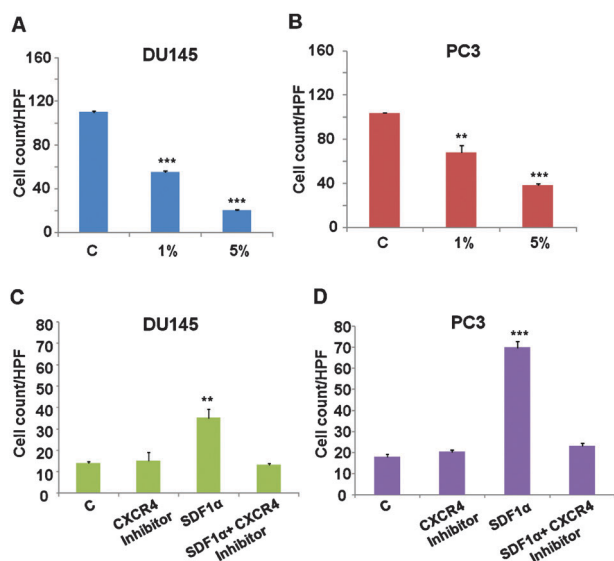 A
DU145
Cell count/HPF
160
120
80
40
0
***
***
C 1% 5%
B
PC3
Cell count/HPF
160
120
80
40
0
**
***
C 1% 5%
C
DU145
Cell count/HPF
80
70
60
50
40
30
20
10
0
**
C
CXCR4
Inhibitor
SDF1α
SDF1α+ CXCR4
Inhibitor
D
PC3
Cell count/HPF
80
70
60
50
40
30
20
10
0
***
C
CXCR4
Inhibitor
SDF1α
SDF1α+ CXCR4
Inhibitor